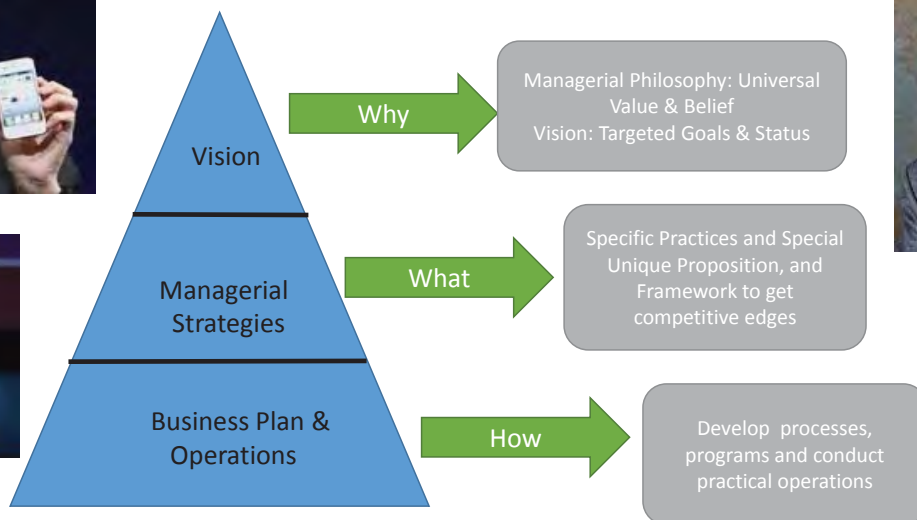 Vision
Why
Managerial Philosophy: Universal
Value & Belief
Vision: Targeted Goals & Status
Managerial
Strategies
What
Specific Practices and Special
Unique Proposition, and
Framework to get
competitive edges
Business Plan &
Operations
How
Develop  processes,
programs and conduct
practical operations